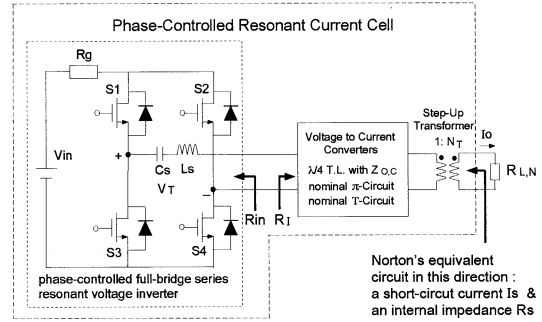 Phase-Controlled Resonant Current Cell
Rg
S1
S2
Vin
+
Cs
Ls
VT
−
S3
S4
Rin
RI
Voltage to Current
Converters
λ/4 T.L. with Z O,C
nominal π-Circuit
nominal T-Circuit
Step-Up
Transformer
1: NT
Io
R L,N
phase-controlled full-bridge series
resonant voltage inverter
Norton's equivalent
circuit in this direction :
a short-circut current Is &
an internal impedance Rs